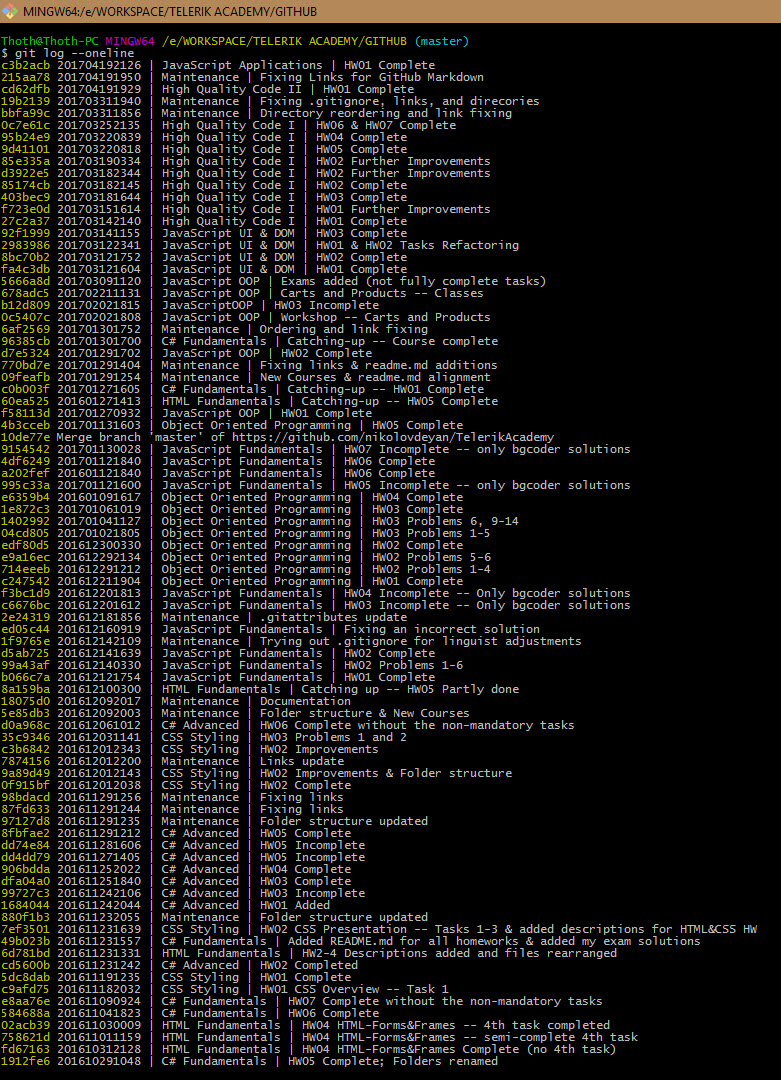 MINGW64:/e/WORKSPACE/TELERIK ACADEMY/GITHUB
Thoth@Thoth-PC MINGW64 /e/WORKSPACE/TELERIK ACADEMY/GITHUB (master)
$ git log --oneline
c3b2acb 201704192126 | JavaScript Applications | HW01 Complete
215aa78 201704191950 | Maintenance | Fixing Links for GitHub Markdown
cd62dfb 201704191929 | High Quality Code II | HW01 Complete
19b2139 201703311940 | Maintenance | Fixing .gitignore, links, and direcories
bbfa99c 201703311856 | Maintenance | Directory reordering and link fixing
0c7e61c 201703252135 | High Quality Code I | HW06 & HW07 Complete
95b24e9 201703220839 | High Quality Code I | HW04 Complete
9d41101 201703220818 | High Quality Code I | HW05 Complete
85e335a 201703190334 | High Quality Code I | HW02 Further Improvements
d3922e5 201703182344 | High Quality Code I | HW02 Further Improvements
85174cb 201703182145 | High Quality Code I | HW02 Complete
403bec9 201703181644 | High Quality Code I | HW03 Complete
f723e0d 201703151614 | High Quality Code I | HW01 Further Improvements
27c2a37 201703142140 | High Quality Code I | HW01 Complete
92f1999 201703141155 | JavaScript UI & DOM | HW03 Complete
2983986 201703122341 | JavaScript UI & DOM | HW01 & HW02 Tasks Refactoring
8bc70b2 201703121752 | JavaScript UI & DOM | HW02 Complete
fa4c3db 201703121604 | JavaScript UI & DOM | HW01 Complete
5666a8d 201703091120 | JavaScript OOP | Exams added (not fully complete tasks)
678adc5 201702211131 | JavaScript OOP | Carts and Products -- Classes
b12d809 201702021815 | JavaScriptOOP | HW03 Incomplete
0c5407c 201702021808 | JavaScript OOP | Workshop -- Carts and Products
6af2569 201701301752 | Maintenance | Ordering and link fixing
96385cb 201701301700 | C# Fundamentals | Catching-up -- Course complete
d7e5324 201701291702 | JavaScript OOP | HW02 Complete
770bd7e 201701291404 | Maintenance | Fixing links & readme.md additions
09feafb 201701291254 | Maintenance | New Courses & readme.md alignment
c0b003f 201701271605 | C# Fundamentals | Catching-up -- HW01 Complete
60ea525 201601271413 | HTML Fundamentals | Catching-up -- HW05 Complete
f58113d 201701270932 | JavaScript OOP | HW01 Complete
4b3cceb 201701131603 | Object Oriented Programming | HW05 Complete
10de77e Merge branch 'master' of https://github.com/nikolovdeyan/TelerikAcademy
9154542 201701130028 | JavaScript Fundamentals | HW07 Incomplete -- only bgcoder solutions
4df6249 201701121840 | JavaScript Fundamentals | HW06 Complete
a202fef 201601121840 | JavaScript Fundamentals | HW06 Complete
995c33a 201701121600 | JavaScript Fundamentals | HW05 Incomplete -- only bgcoder solutions
e6359b4 201601091617 | Object Oriented Programming | HW04 Complete
1e872c3 201701061019 | Object Oriented Programming | HW03 Complete
1402992 201701041127 | Object Oriented Programming | HW03 Problems 6, 9-14
04cd805 201701021805 | Object Oriented Programming | HW03 Problems 1-5
edf80d5 201612300330 | Object Oriented Programming | HW02 Complete
e9a16ec 201612292134 | Object Oriented Programming | HW02 Problems 5-6
714eeeb 201612291212 | Object Oriented Programming | HW02 Problems 1-4
c247542 201612211904 | Object Oriented Programming | HW01 Complete
f3bc1d9 201612201813 | JavaScript Fundamentals | HW04 Incomplete -- Only bgcoder solutions
c6676bc 201612201612 | JavaScript Fundamentals | HW03 Incomplete -- Only bgcoder solutions
2e24319 201612181856 | Maintenance | .gitattributes update
ed05c44 201612160919 | JavaScript Fundamentals | Fixing an incorrect solution
1f9765e 201612142109 | Maintenance | Trying out .gitignore for linguist adjustments
d5ab725 201612141639 | JavaScript Fundamentals | HW02 Complete
99a43af 201612140330 | JavaScript Fundamentals | HW02 Problems 1-6
b066c7a 201612121754 | JavaScript Fundamentals | HW01 Complete
8a159ba 201612100300 | HTML Fundamentals | Catching up -- HW05 Partly done
18075d0 201612092017 | Maintenance | Documentation
5e85db3 201612092003 | Maintenance | Folder structure & New Courses
d0a968c 201612061012 | C# Advanced | HW06 Complete without the non-mandatory tasks
35c9346 201612031141 | CSS Styling | HW03 Problems 1 and 2
c3b6842 201612012343 | CSS Styling | HW02 Improvements
7874156 201612012200 | Maintenance | Links update
9a89d49 201612012143 | CSS Styling | HW02 Improvements & Folder structure
0f915bf 201612012038 | CSS Styling | HW02 Complete
98bdacd 201611291256 | Maintenance | Fixing links
87fd633 201611291244 | Maintenance | Fixing links
97127d8 201611291235 | Maintenance | Folder structure updated
8fbfae2 201611291212 | C# Advanced | HW05 Complete
dd74e84 201611281606 | C# Advanced | HW05 Incomplete
dd4dd79 201611271405 | C# Advanced | HW05 Incomplete
906bdda 201611252022 | C# Advanced | HW04 Complete
dfa04a0 201611251840 | C# Advanced | HW03 Complete
99727c3 201611242106 | C# Advanced | HW03 Incomplete
1684044 201611242044 | C# Advanced | HW01 Added
880f1b3 201611232055 | Maintenance | Folder structure updated
7ef3501 201611231639 | CSS Styling | HW02 CSS Presentation -- Tasks 1-3 & added descriptions for HTML&CSS HW
49b023b 201611231557 | C# Fundamentals | Added README.md for all homeworks & added my exam solutions
6d781bd 201611231331 | HTML Fundamentals | HW2-4 Descriptions added and files rearranged
cd5600b 201611231242 | C# Advanced | HW02 Completed
5dc8dab 201611191235 | CSS Styling | HW01 Complete
c9afd75 201611182032 | CSS Styling | HW01 CSS Overview -- Task 1
e8aa76e 201611090924 | C# Fundamentals | HW07 Complete without the non-mandatory tasks
584688a 201611041823 | C# Fundamentals | HW06 Complete
02acb39 201611030009 | HTML Fundamentals | HW04 HTML-Forms&Frames -- 4th task completed
758621d 201611011159 | HTML Fundamentals | HW04 HTML-Forms&Frames -- semi-complete 4th task
fd67163 201610312128 | HTML Fundamentals | HW04 HTML-Forms&Frames Complete (no 4th task)
1912fe6 201610291048 | C# Fundamentals | HW05 Complete; Folders renamed